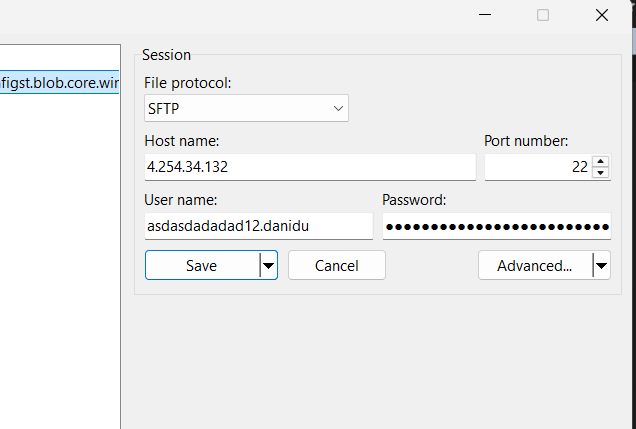 Session
figst.blob.core.wir
File protocol:
SFTP
Host name: Port number:
4.254.34.132 22
User name: Password:
asdasdadadad12.danidu ●●●●●●●●●●●●●●●●●●●●●●●●●
Save Cancel Advanced...